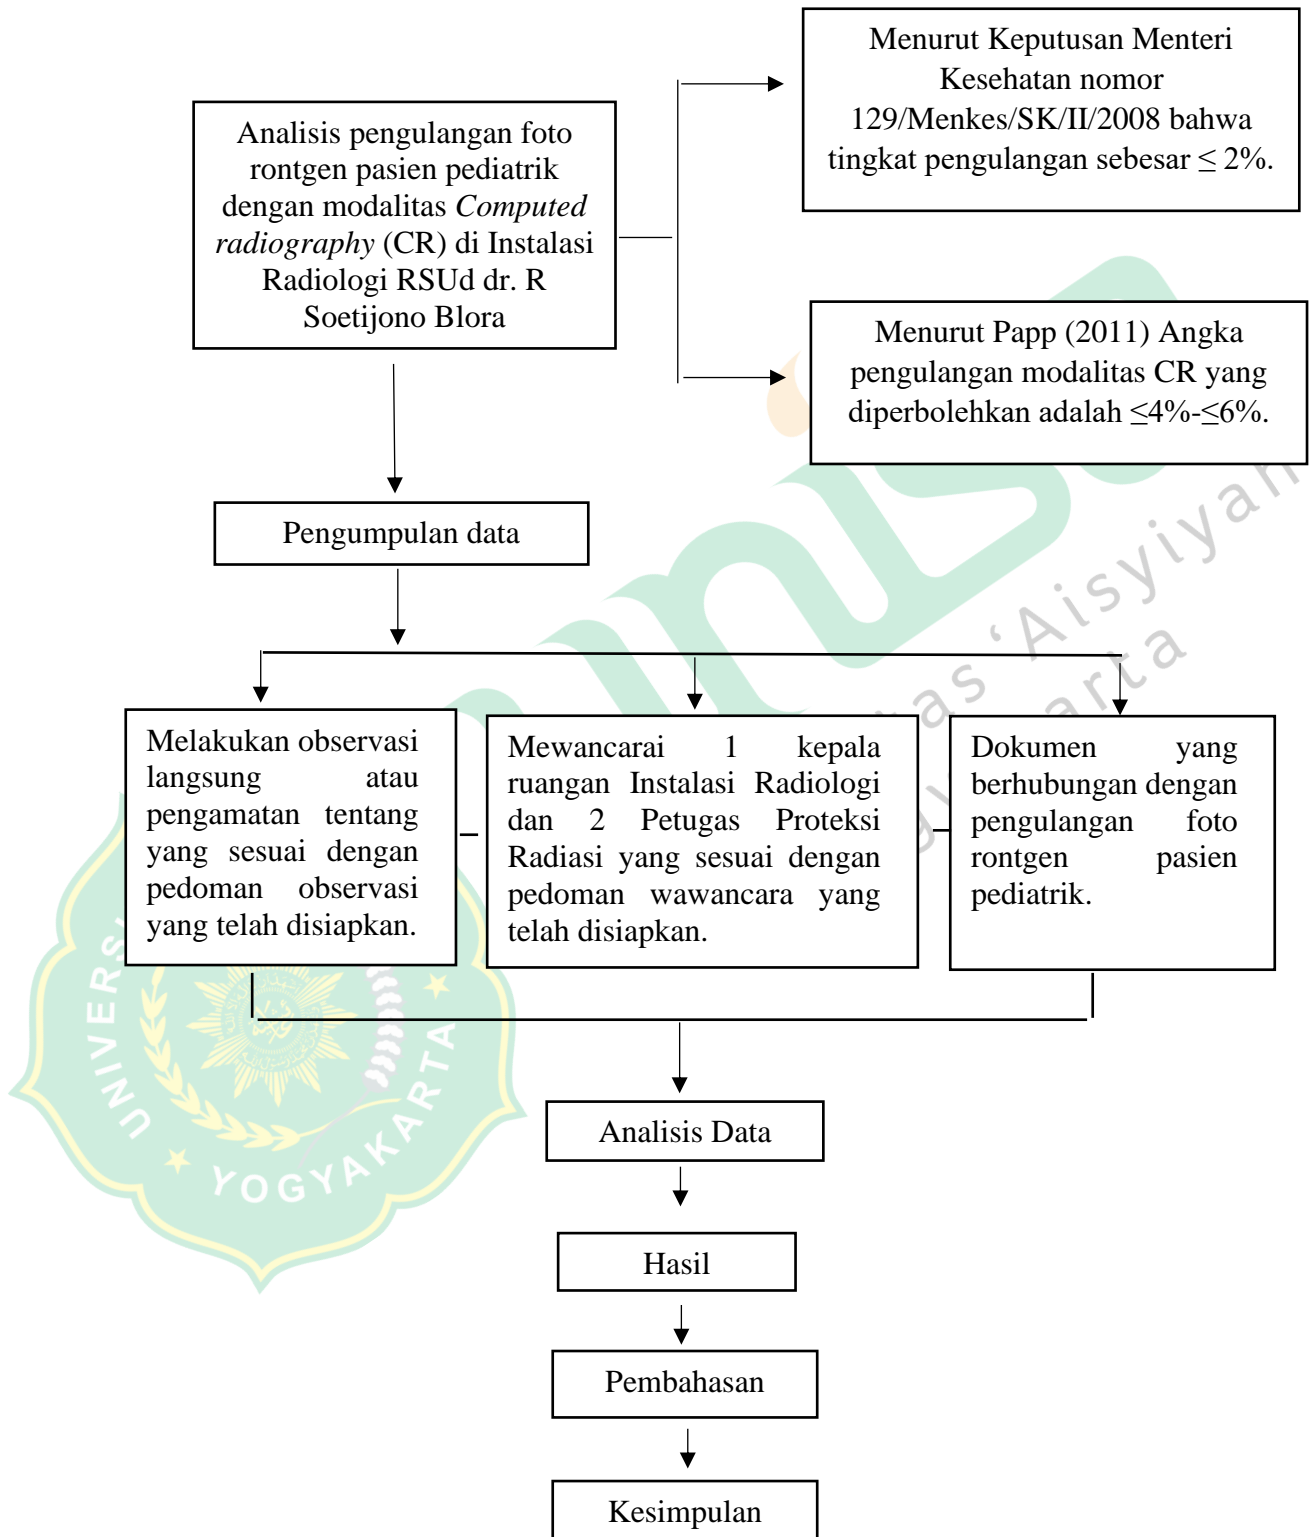 Menurut Keputusan Menteri
Kesehatan nomor
129/Menkes/SK/II/2008 bahwa
tingkat pengulangan sebesar ≤ 2%.
Analisis pengulangan foto
rontgen pasien pediatrik
dengan modalitas Computed
radiography (CR) di Instalasi
Radiologi RSUd dr. R
Soetijono Blora
Menurut Papp (2011) Angka
pengulangan modalitas CR yang
diperbolehkan adalah ≤4%-≤6%.
Pengumpulan data
Melakukan observasi
langsung atau
pengamatan tentang
yang sesuai dengan
pedoman observasi
yang telah disiapkan.
Mewancarai 1 kepala
ruangan Instalasi Radiologi
dan 2 Petugas Proteksi
Radiasi yang sesuai dengan
pedoman wawancara yang
telah disiapkan.
Dokumen yang
berhubungan dengan
pengulangan foto
rontgen pasien
pediatrik.
Analisis Data
Hasil
Pembahasan
Kesimpulan
‘Aisyiyah
YOGYAKARTA